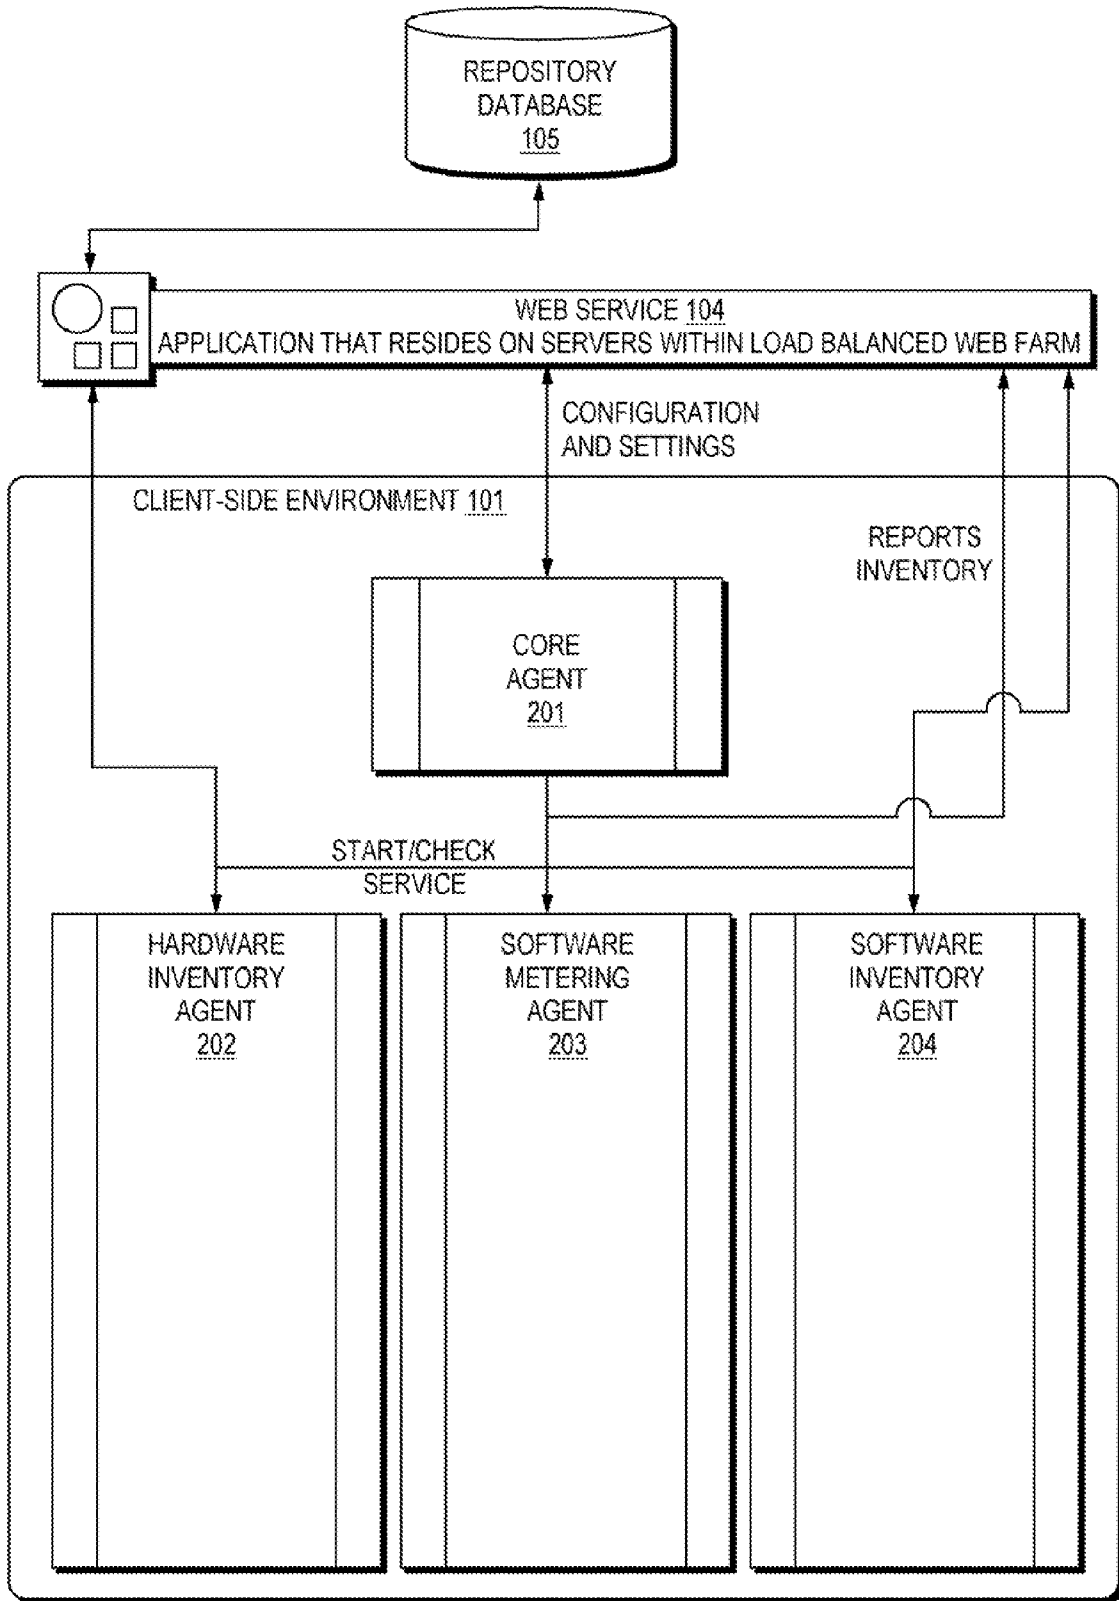 REPOSITORY
DATABASE
105
WEB SERVICE 104
APPLICATION THAT RESIDES ON SERVERS WITHIN LOAD BALANCED WEB FARM
CONFIGURATION
AND SETTINGS
CLIENT-SIDE ENVIRONMENT 101
REPORTS
INVENTORY
CORE
AGENT
201
START/CHECK
SERVICE
HARDWARE
INVENTORY
AGENT
202
SOFTWARE
METERING
AGENT
203
SOFTWARE
INVENTORY
AGENT
204